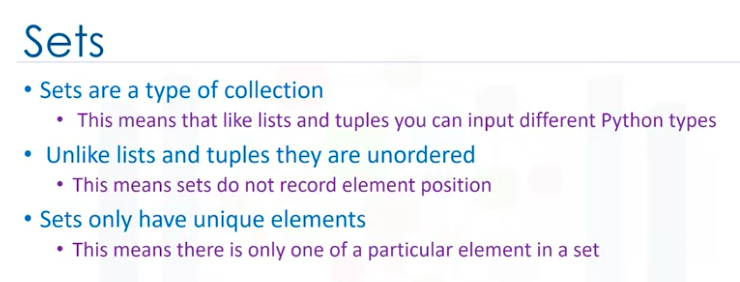 Sets
• Sets are a type of collection
• This means that like lists and tuples you can input different Python types
• Unlike lists and tuples they are unordered
• This means sets do not record element position
• Sets only have unique elements
• This means there is only one of a particular element in a set